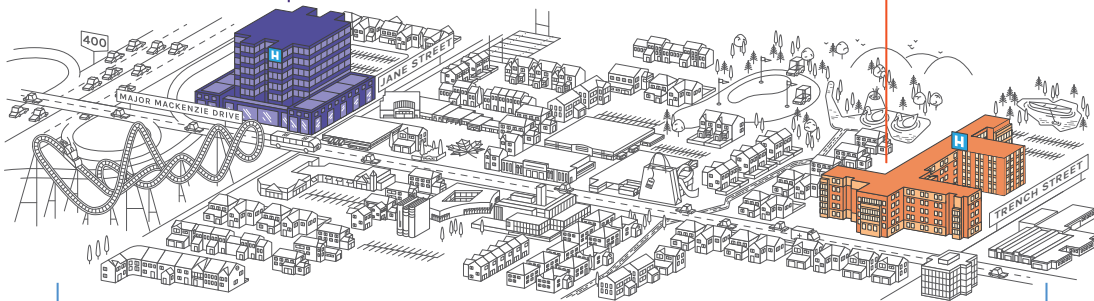 400
H
JANE STREET
MAJOR MACKENZIE DRIVE
H
TRENCH STREET